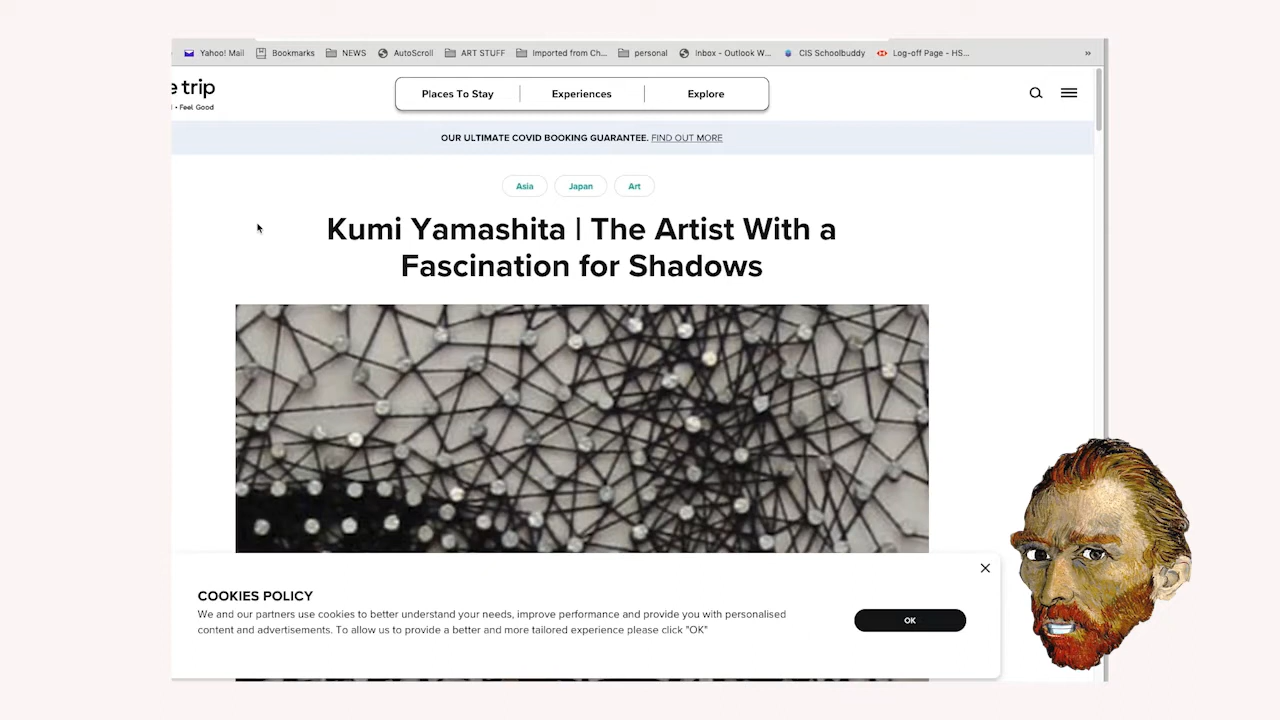 Yahoo! Mail Bookmarks NEWS AutoScroll ART STUFF Imported from Ch... personal Inbox - Outlook W... CIS Schoolbuddy Log-off Page - HS... »
e trip
• Feel Good
Places To Stay Experiences Explore
OUR ULTIMATE COVID BOOKING GUARANTEE. FIND OUT MORE
Asia Japan Art
Kumi Yamashita | The Artist With a
Fascination for Shadows
COOKIES POLICY
We and our partners use cookies to better understand your needs, improve performance and provide you with personalised
content and advertisements. To allow us to provide a better and more tailored experience please click "OK"
OK